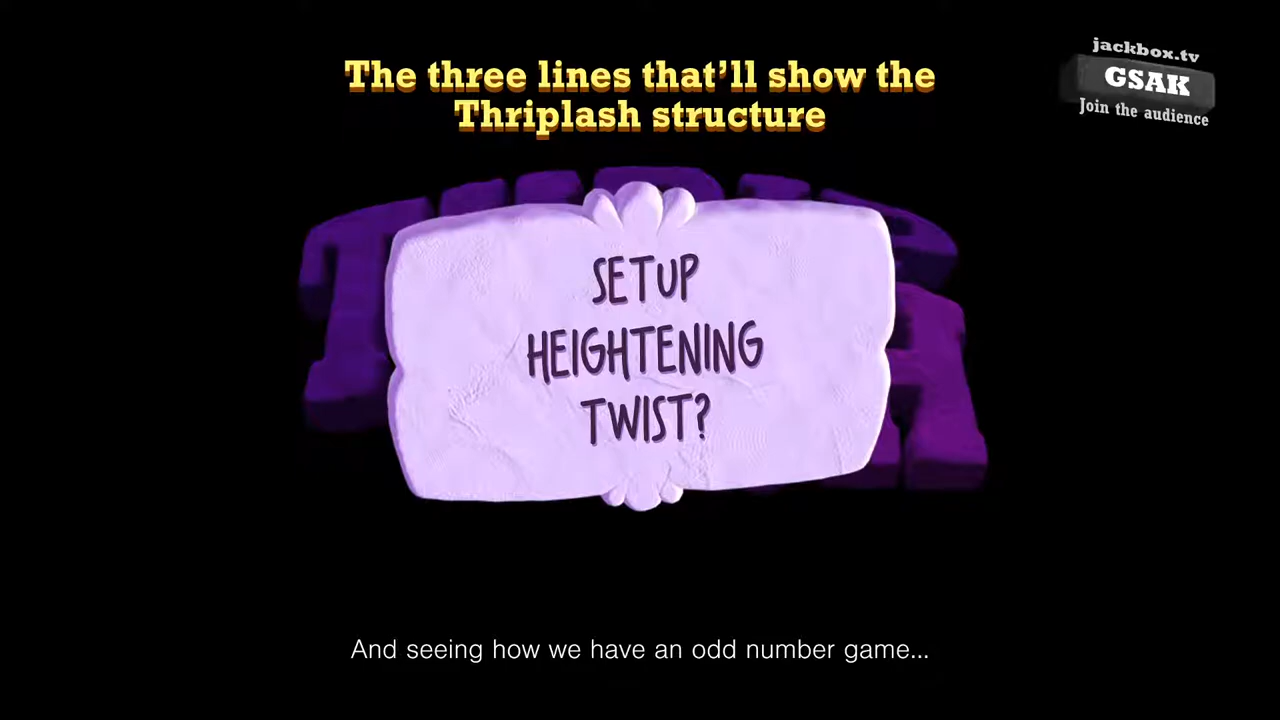 The three lines that'll show the
Thriplash structure
jackbox.tv
GSAK
Join the audience
SETUP
HEIGHTENING
TWIST?
And seeing how we have an odd number game...